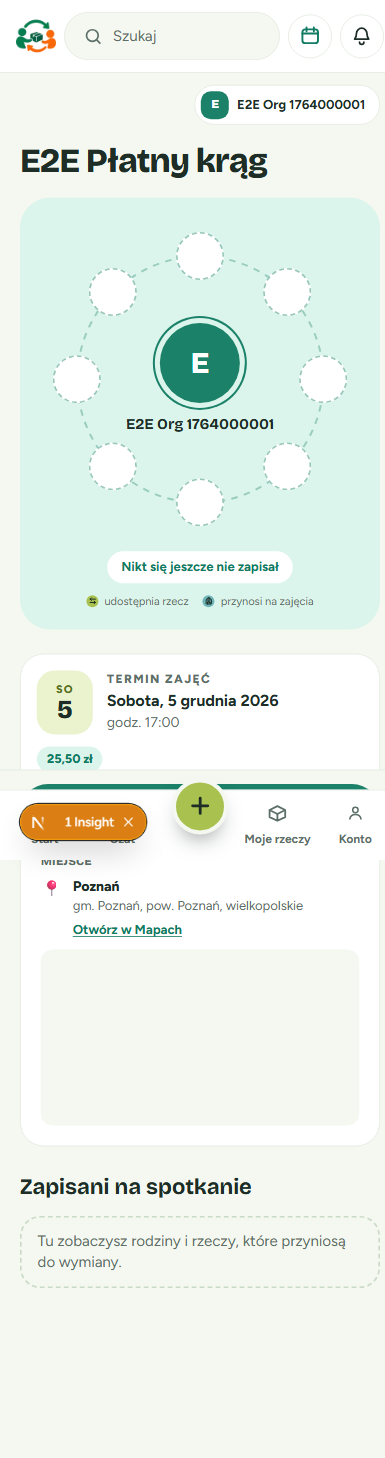 Szukaj
E E2E Org 1764000001
E2E Płatny krąg
E
E2E Org 1764000001
Nikt się jeszcze nie zapisał
udostępnia rzecz przynosi na zajęcia
SO
5
TERMIN ZAJĘĆ
Sobota, 5 grudnia 2026
godz. 17:00
25,50 zł
N 1 Insight
Start Czat Moje rzeczy Konto
MIEJSCE
Poznań
gm. Poznań, pow. Poznań, wielkopolskie
Otwórz w Mapach
Zapisani na spotkanie
Tu zobaczysz rodziny i rzeczy, które przyniosą
do wymiany.